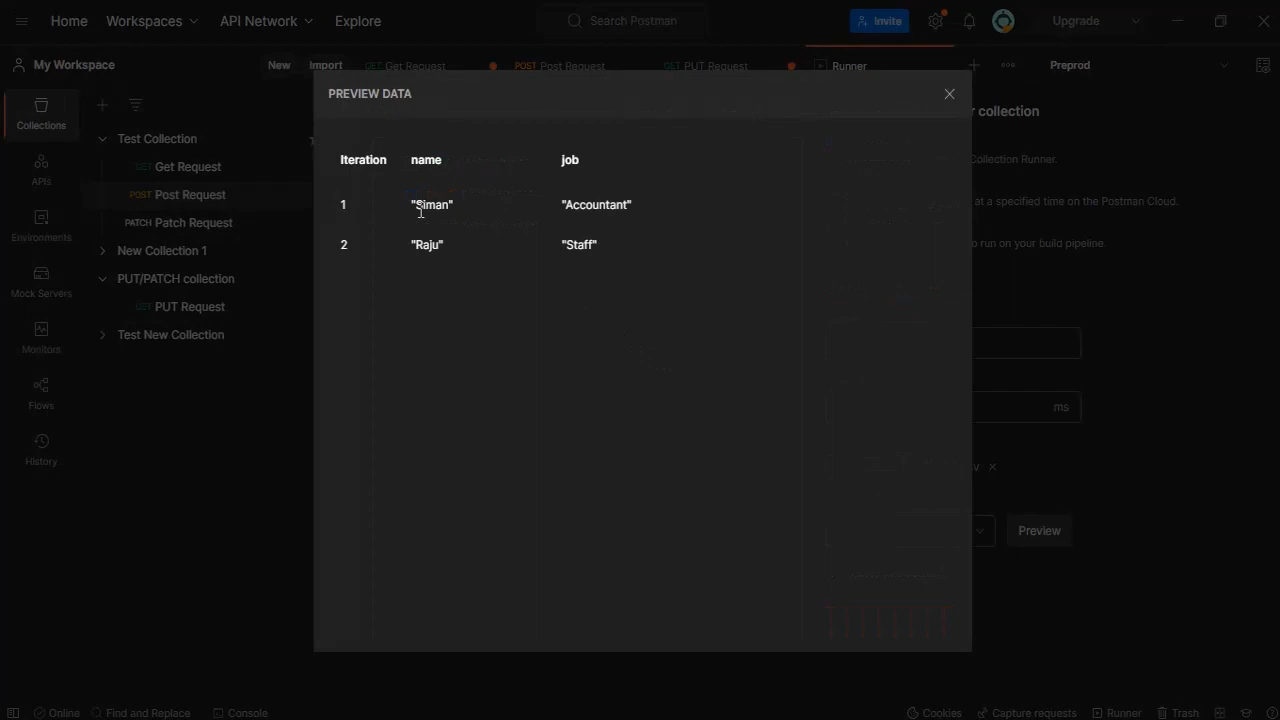 Home Workspaces API Network Explore Search Postman Invite Upgrade
My Workspace New Import GET Get Request POST Post Request GET PUT Request Runner Preprod
PREVIEW DATA
Collections
APIs
Environments
Mock Servers
Monitors
Flows
History
Test Collection
GET Get Request
POST Post Request
PATCH Patch Request
New Collection 1
PUT/PATCH collection
GET PUT Request
Test New Collection
Iteration name job
1 "Siman" "Accountant"
2 "Raju" "Staff"
r collection
Collection Runner.
at a specified time on the Postman Cloud.
o run on your build pipeline.
ms
v
Preview
Online Find and Replace Console Cookies Capture requests Runner Trash